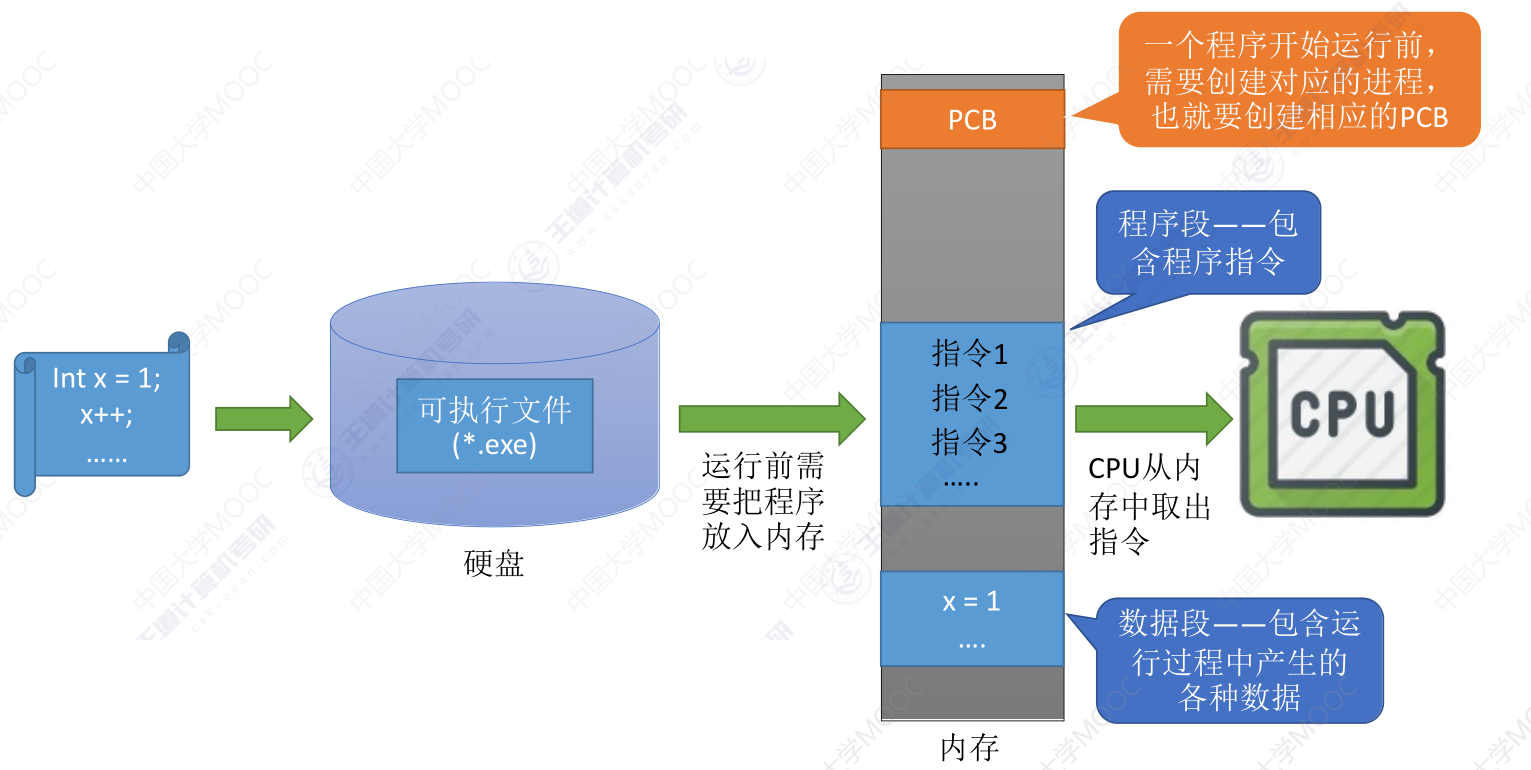 一个程序开始运行前，
需要创建对应的进程，
也就要创建相应的PCB
PCB
程序段——包
含程序指令
Int x = 1;
x++;
……
可执行文件
(*.exe)
硬盘
运行前需
要把程序
放入内存
指令1
指令2
指令3
…..
CPU从内
存中取出
指令
CPU
x = 1
….
数据段——包含运
行过程中产生的
各种数据
内存
中国大学MOOC
王道计算机考研
www.cskaoyan.com